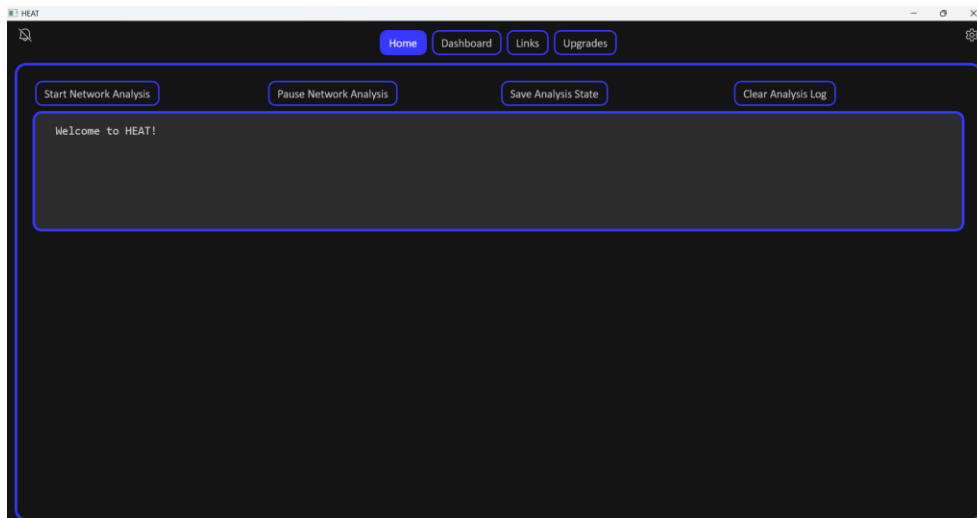 HEAT
Home Dashboard Links Upgrades
Start Network Analysis Pause Network Analysis Save Analysis State Clear Analysis Log
Welcome to HEAT!